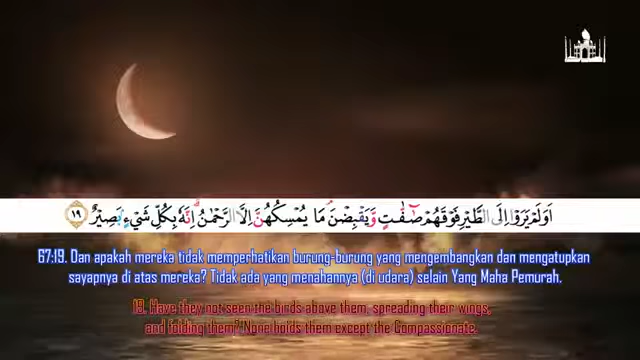 اَوَلَمْ يَرَوْا اِلَى الطَّيْرِ فَوْقَهُمْ صٰۤفّٰتٍ وَّيَقْبِضْنَۘ مَا يُمْسِكُهُنَّ اِلَّا الرَّحْمٰنُۗ اِنَّهٗ بِكُلِّ شَيْءٍۢ بَصِيْرٌ ١٩
67:19. Dan apakah mereka tidak memperhatikan burung-burung yang mengembangkan dan mengatupkan
sayapnya di atas mereka? Tidak ada yang menahannya (di udara) selain Yang Maha Pemurah.
19. Have they not seen the birds above them, spreading their wings,
and folding them? None holds them except the Compassionate.